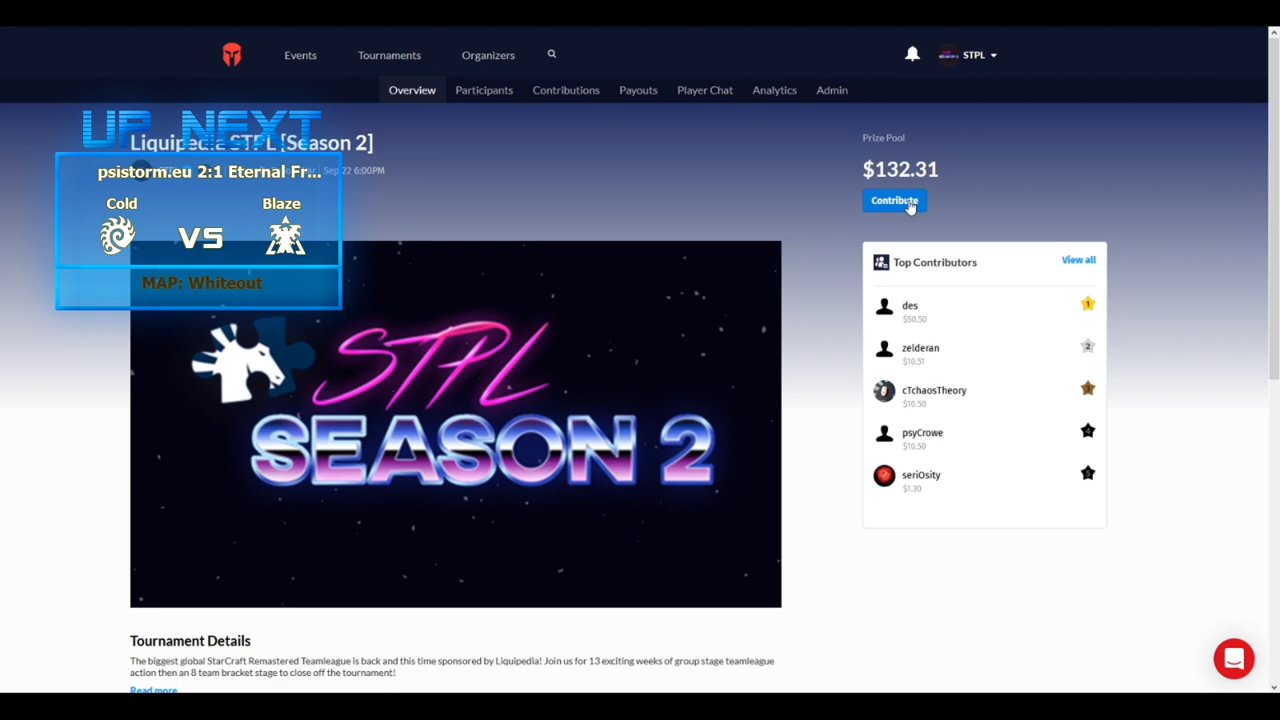 Events Tournaments Organizers STPL
Overview Participants Contributions Payouts Player Chat Analytics Admin
UP NEXT
Liquipedia STPL [Season 2]
Sep 22 6:00PM
psistorm.eu 2:1 Eternal Fr...
Cold Blaze
VS
MAP: Whiteout
Prize Pool
$132.31
Contribute
Top Contributors View all
des 1
$50.50
zelderan 2
$10.51
cTchaosTheory 3
$10.50
psyCrowe
$10.50
seriOsity
$1.30
STPL
SEASON 2
Tournament Details
The biggest global StarCraft Remastered Teamleague is back and this time sponsored by Liquipedia! Join us for 13 exciting weeks of group stage teamleague
action then an 8 team bracket stage to close off the tournament!
Read more